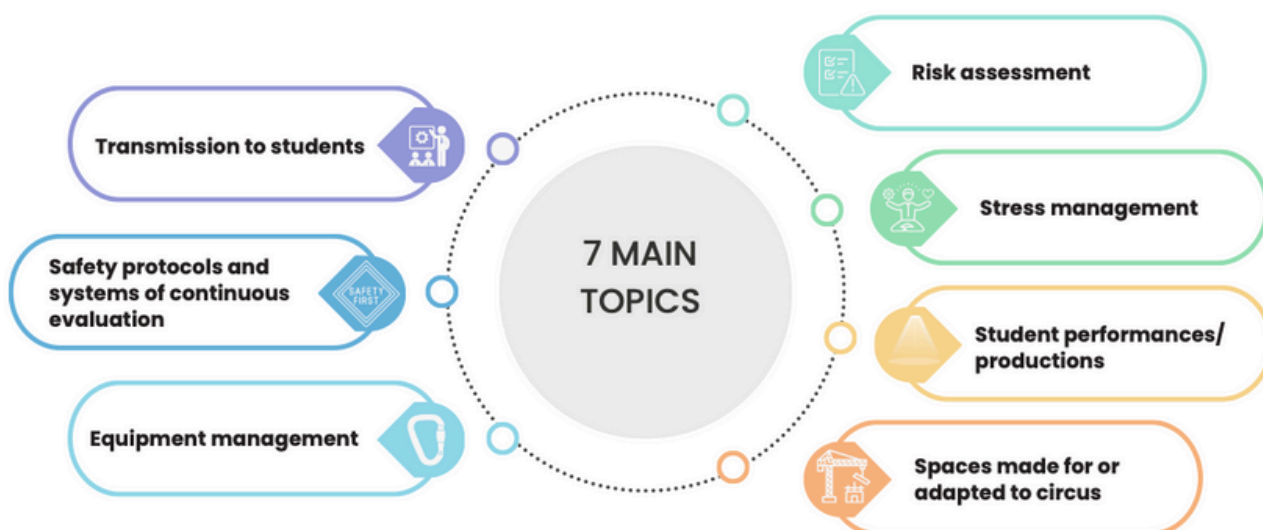 7 MAIN
TOPICS
Risk assessment
Stress management
Student performances/
productions
Spaces made for or
adapted to circus
Equipment management
Safety protocols and
systems of continuous
evaluation
SAFETY
FIRST
Transmission to students